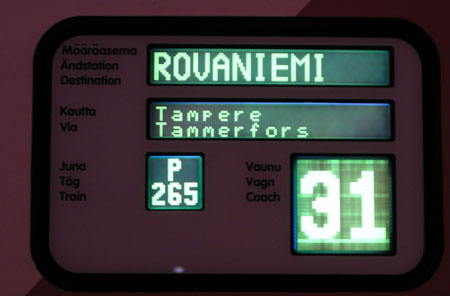 Määräasema
Ändstation
Destination
ROVANIEMI
Kautta
Via
Tampere
Tammerfors
Juna
Tåg
Train
P
265
Vaunu
Vagn
Coach
31